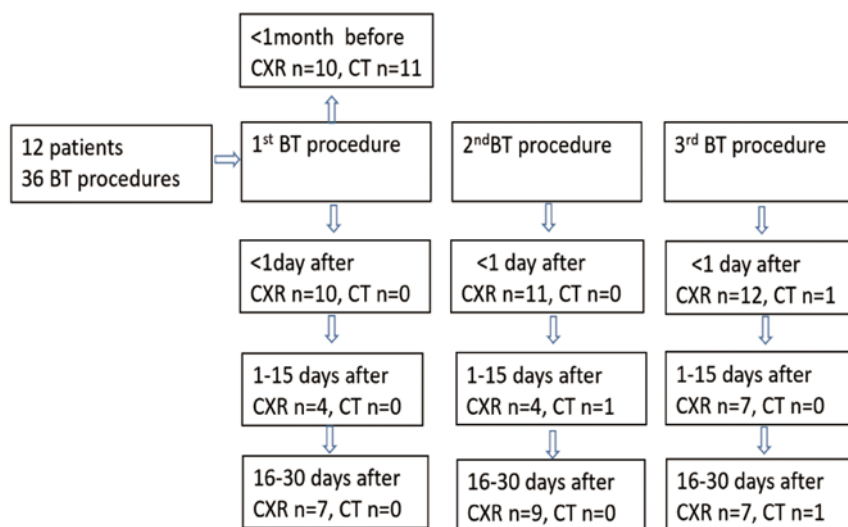 <1month before
CXR n=10, CT n=11
12 patients
36 BT procedures
1st BT procedure
2ndBT procedure
3rd BT procedure
<1day after
CXR n=10, CT n=0
<1 day after
CXR n=11, CT n=0
<1 day after
CXR n=12, CT n=1
1-15 days after
CXR n=4, CT n=0
1-15 days after
CXR n=4, CT n=1
1-15 days after
CXR n=7, CT n=0
16-30 days after
CXR n=7, CT n=0
16-30 days after
CXR n=9, CT n=0
16-30 days after
CXR n=7, CT n=1